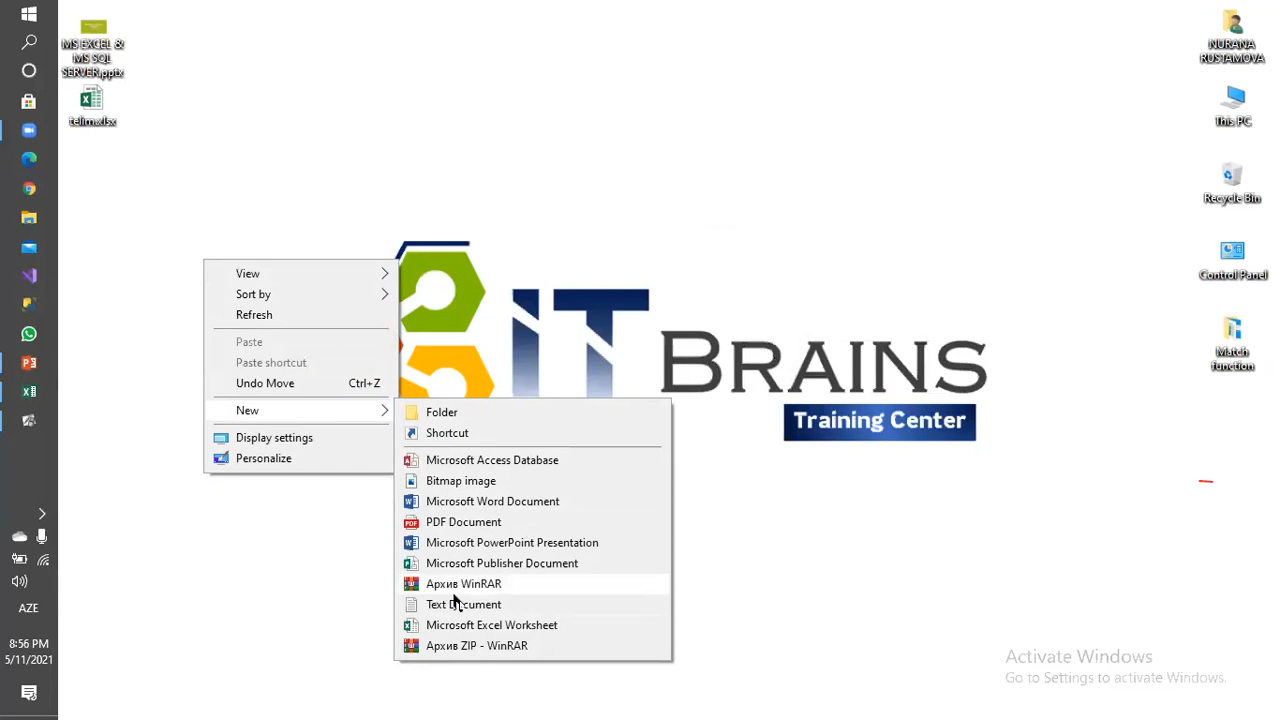 MS EXCEL &
MS SQL
SERVER.pptx
telim.xlsx
NURANA
RUSTAMOVA
This PC
Recycle Bin
Control Panel
Match
function
iT BRAINS
Training Center
View
Sort by
Refresh
Paste
Paste shortcut
Undo Move Ctrl+Z
New
Display settings
Personalize
Folder
Shortcut
Microsoft Access Database
Bitmap image
Microsoft Word Document
PDF Document
Microsoft PowerPoint Presentation
Microsoft Publisher Document
Архив WinRAR
Text Document
Microsoft Excel Worksheet
Архив ZIP - WinRAR
AZE
8:56 PM
5/11/2021
Activate Windows
Go to Settings to activate Windows.